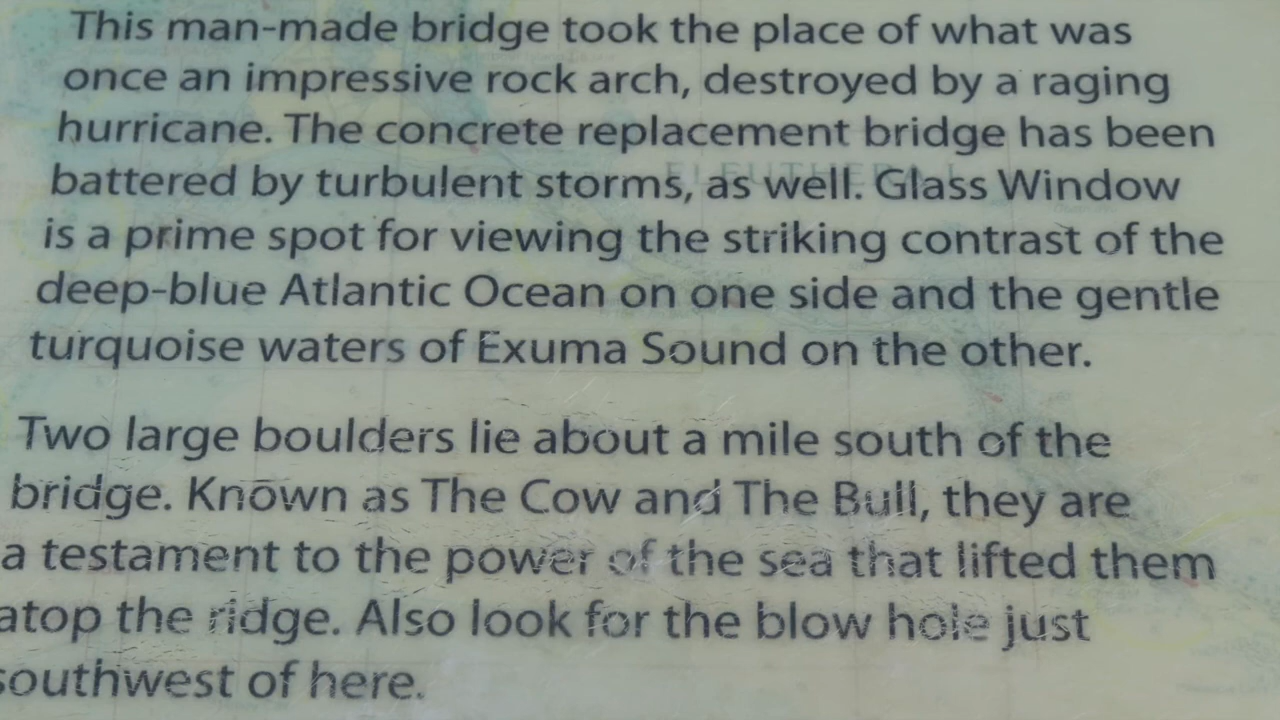 This man-made bridge took the place of what was
once an impressive rock arch, destroyed by a raging
hurricane. The concrete replacement bridge has been
battered by turbulent storms, as well. Glass Window
is a prime spot for viewing the striking contrast of the
deep-blue Atlantic Ocean on one side and the gentle
turquoise waters of Exuma Sound on the other.
Two large boulders lie about a mile south of the
bridge. Known as The Cow and The Bull, they are
a testament to the power of the sea that lifted them
atop the ridge. Also look for the blow hole just
southwest of here.